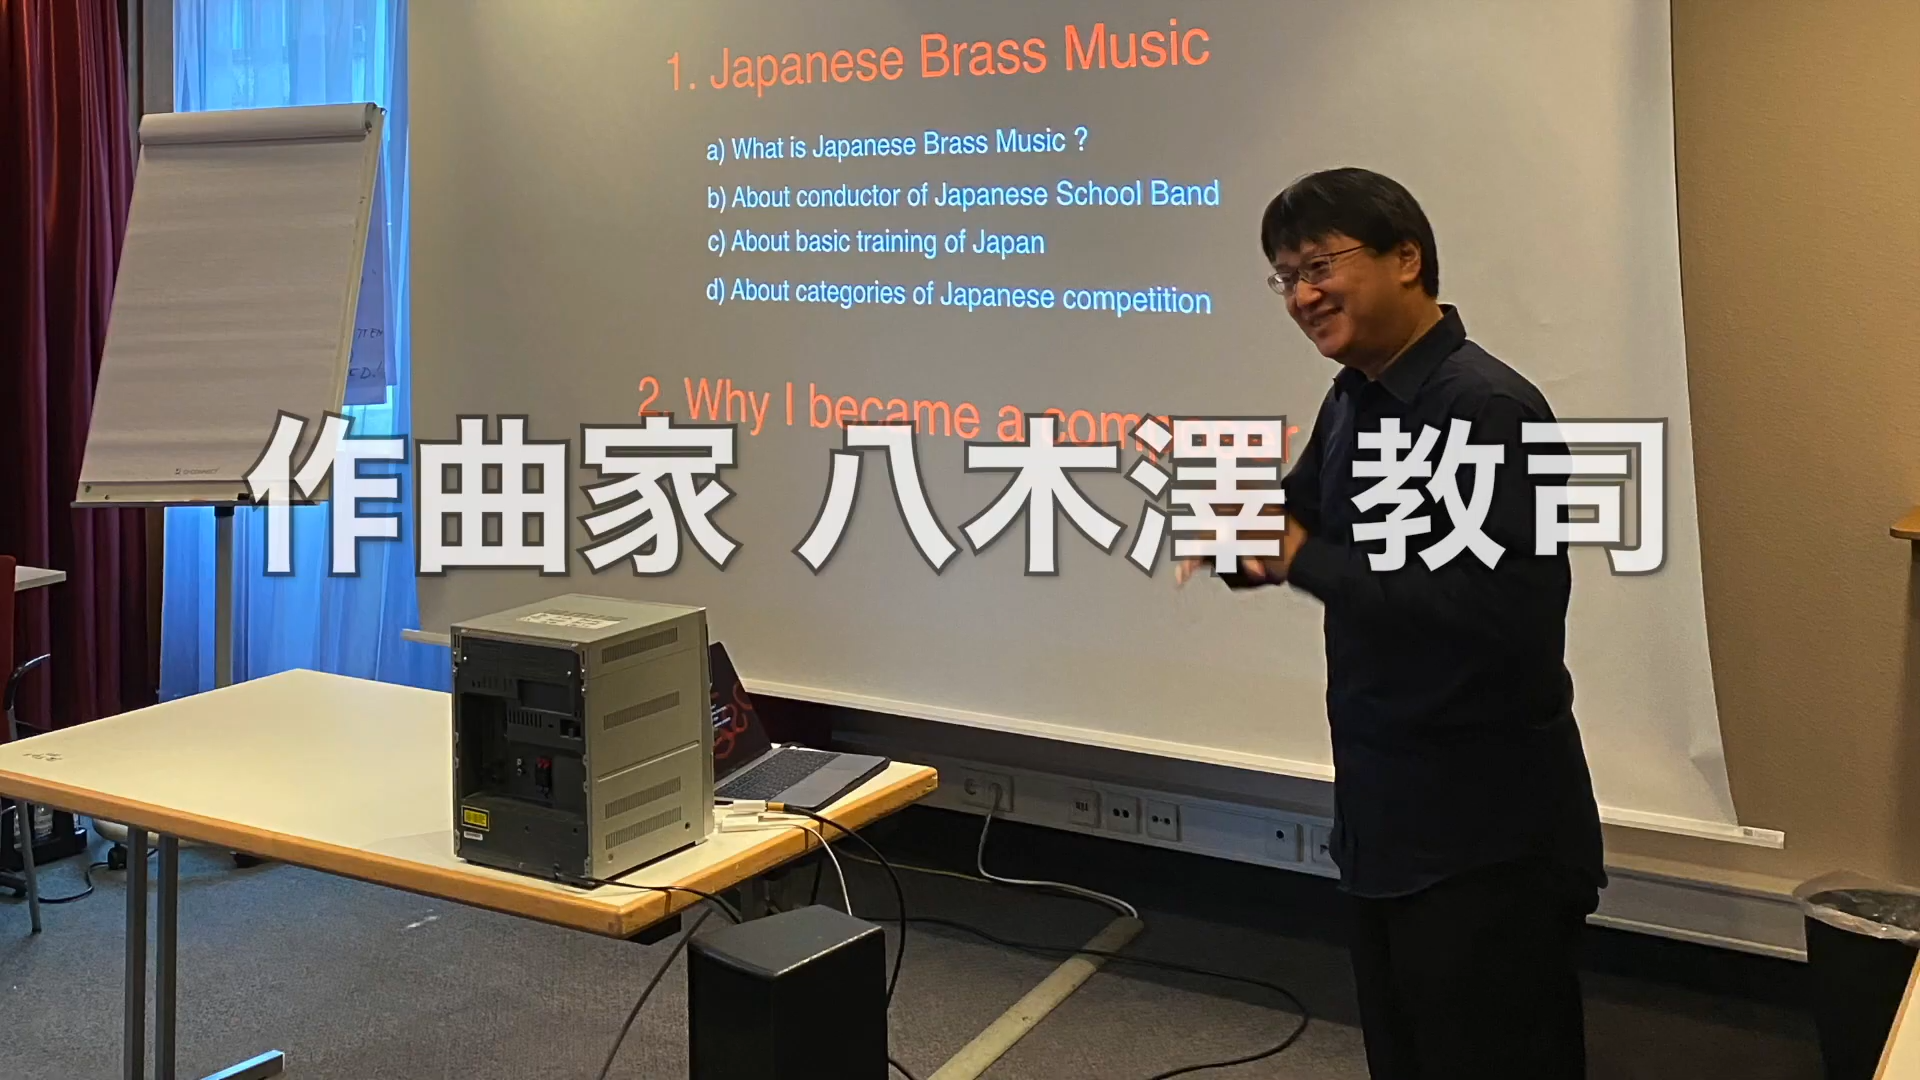 1. Japanese Brass Music
a) What is Japanese Brass Music ?
b) About conductor of Japanese School Band
c) About basic training of Japan
d) About categories of Japanese competition
2. Why I became a composer
作曲家 八木澤 教司